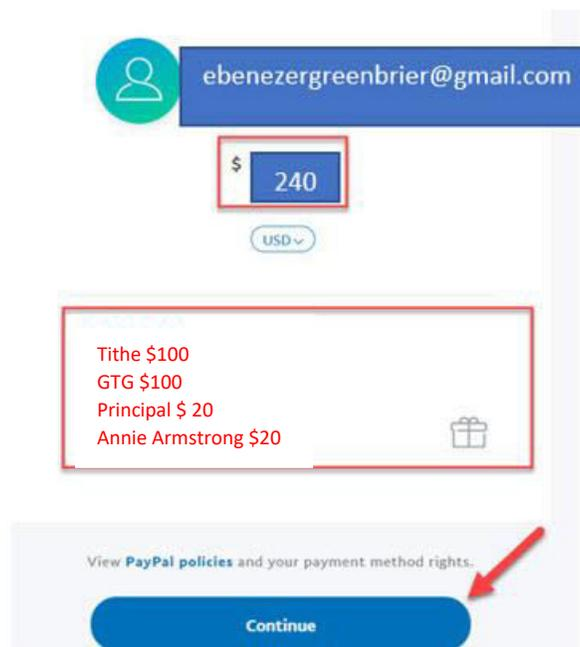 ebenezergreenbrier@gmail.com
$ 240
USD
Tithe $100
GTG $100
Principal $ 20
Annie Armstrong $20
View PayPal policies and your payment method rights.
Continue